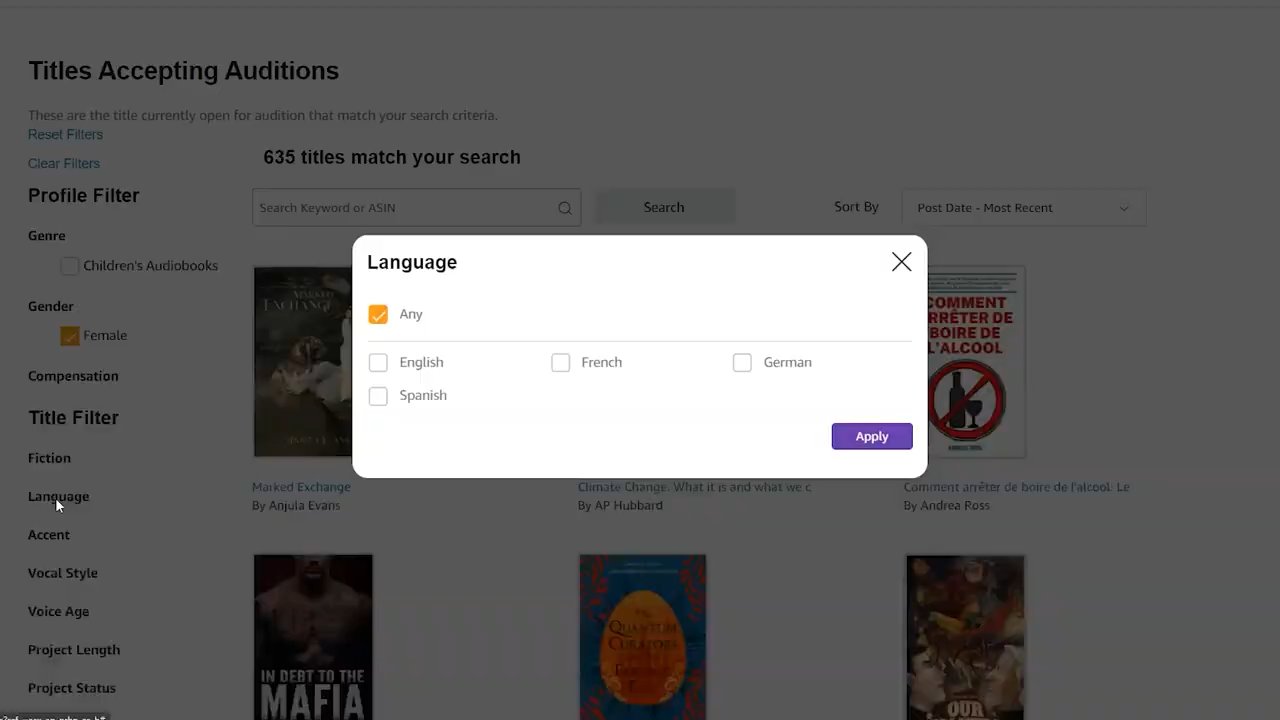 Titles Accepting Auditions
These are the title currently open for audition that match your search criteria.
Reset Filters
Clear Filters
635 titles match your search
Profile Filter
Search Keyword or ASIN
Search
Sort By
Post Date - Most Recent
Genre
Children's Audiobooks
Gender
Female
Compensation
Title Filter
Fiction
Language
Accent
Vocal Style
Voice Age
Project Length
Project Status
Language
Any
English
French
German
Spanish
Apply
COMMENT
ARRÊTER DE
BOIRE DE
L'ALCOOL
Marked Exchange
By Anjula Evans
Climate Change. What it is and what we c
By AP Hubbard
Comment arrêter de boire de l'alcool. Le
By Andrea Ross
IN DEBT TO THE
MAFIA
QUANTUM
CURATORS
OUR